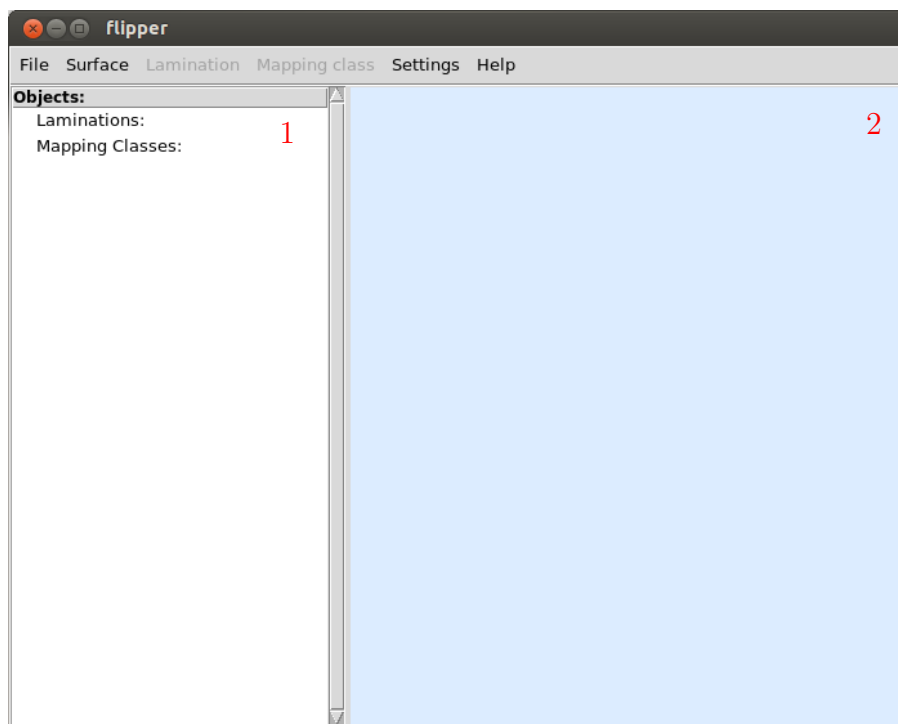 flipper
File Surface Lamination Mapping class Settings Help
Objects:
Laminations:
1
2
Mapping Classes: